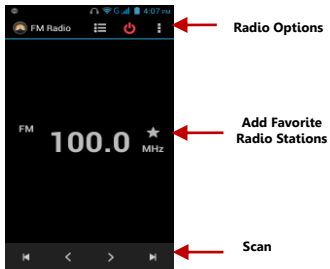 4:07 PM
FM Radio
Radio Options
FM
100.0
MHz
Add Favorite
Radio Stations
Scan